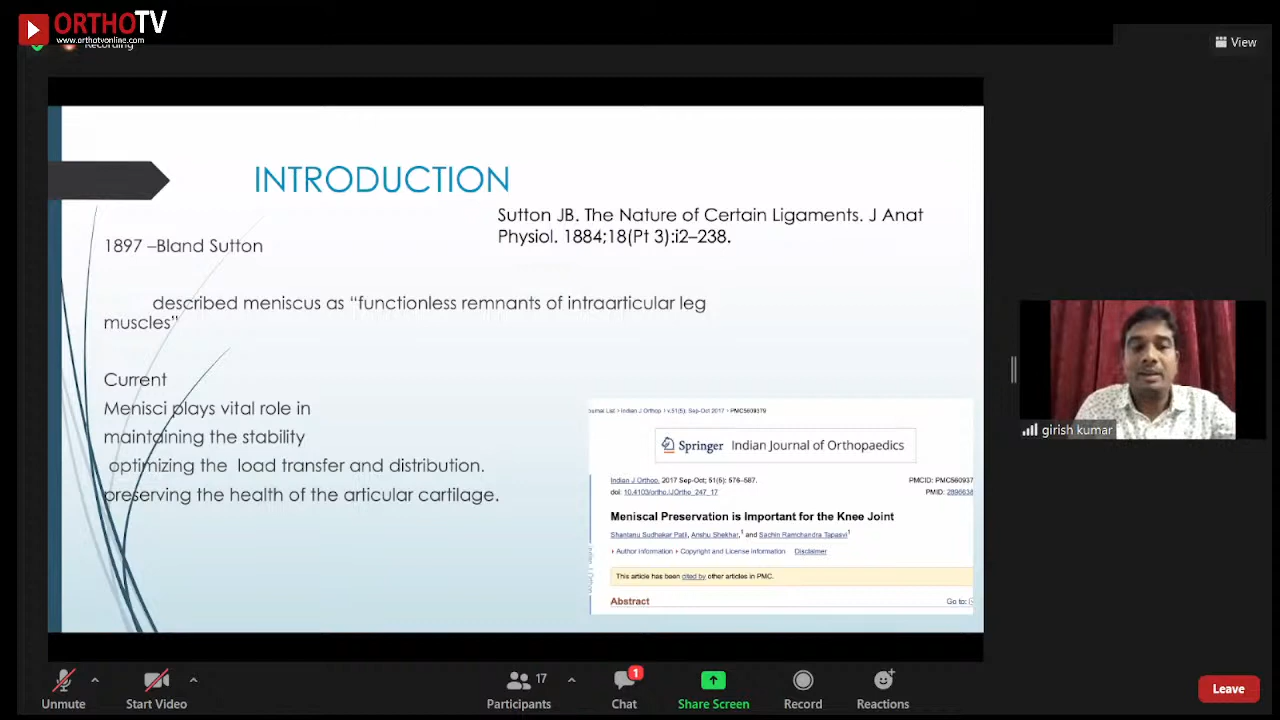 ORTHOTV
www.orthotvonline.com
Recording
View
INTRODUCTION
Sutton JB. The Nature of Certain Ligaments. J Anat
Physiol. 1884;18(Pt 3):i2–238.
1897 –Bland Sutton
described meniscus as “functionless remnants of intraarticular leg
muscles”
Current
Menisci plays vital role in
maintaining the stability
optimizing the load transfer and distribution.
preserving the health of the articular cartilage.
Journal List > Indian J Orthop > v.51(5); Sep-Oct 2017 > PMC5609379
Springer Indian Journal of Orthopaedics
Indian J Orthop. 2017 Sep-Oct; 51(5): 576–587.
PMCID: PMC560937
doi: 10.4103/ortho.IJOrtho_247_17
PMID: 2896634
Meniscal Preservation is Important for the Knee Joint
Shantanu Sudhakar Patil, Anshu Shekhar,1 and Sachin Ramchandra Tapasvi1
Author information Copyright and License information Disclaimer
This article has been cited by other articles in PMC.
Abstract
Go to:
girish kumar
Unmute
Start Video
17
Participants
1
Chat
Share Screen
Record
Reactions
Leave